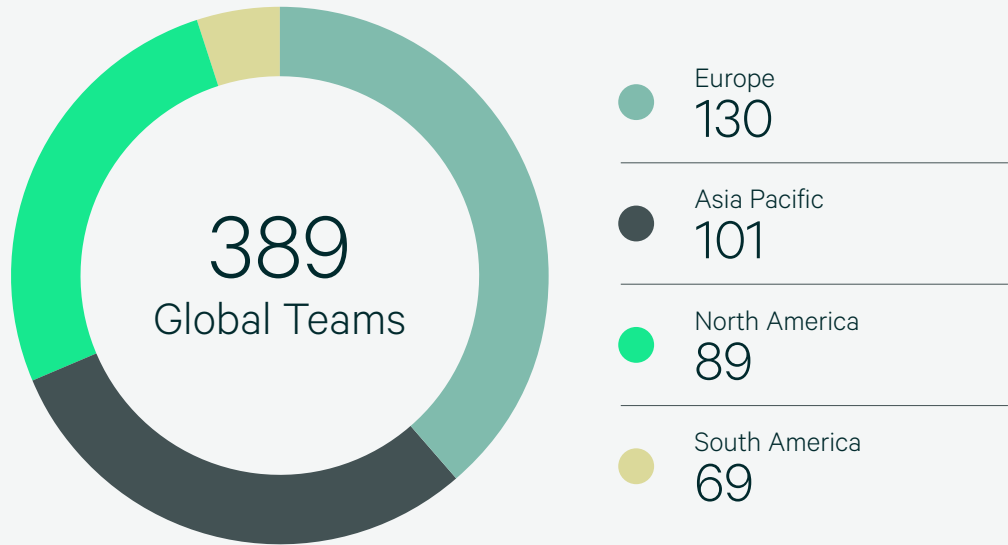 389
Global Teams
Europe
130
Asia Pacific
101
North America
89
South America
69